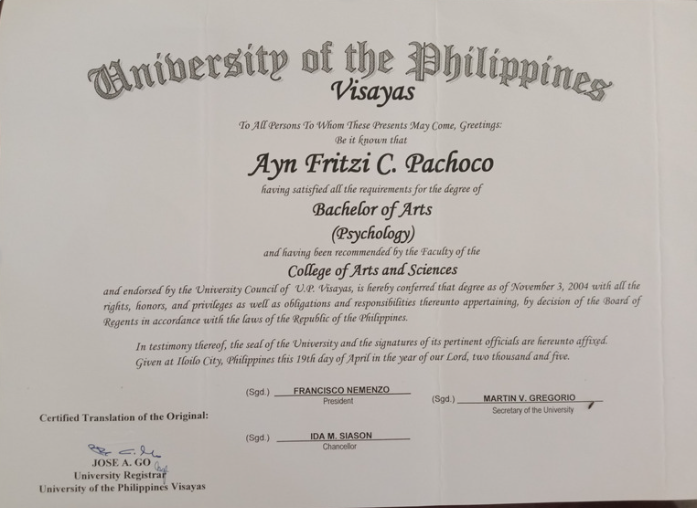 University of the Philippines
Visayas
To All Persons To Whom These Presents May Come, Greetings:
Be it known that
Ayn Fritzi C. Pachoco
having satisfied all the requirements for the degree of
Bachelor of Arts
(Psychology)
and having been recommended by the Faculty of the
College of Arts and Sciences
and endorsed by the University Council of U.P. Visayas, is hereby conferred that degree as of November 3, 2004 with all the
rights, honors, and privileges as well as obligations and responsibilities thereunto appertaining, by decision of the Board of
Regents in accordance with the laws of the Republic of the Philippines.
In testimony thereof, the seal of the University and the signatures of its pertinent officials are hereunto affixed.
Given at Iloilo City, Philippines this 19th day of April in the year of our Lord, two thousand and five.
(Sgd.) FRANCISCO NEMENZO
President
(Sgd.) MARTIN V. GREGORIO
Secretary of the University
Certified Translation of the Original:
(Sgd.) IDA M. SIASON
Chancellor
JOSE A. GO
University Registrar
University of the Philippines Visayas